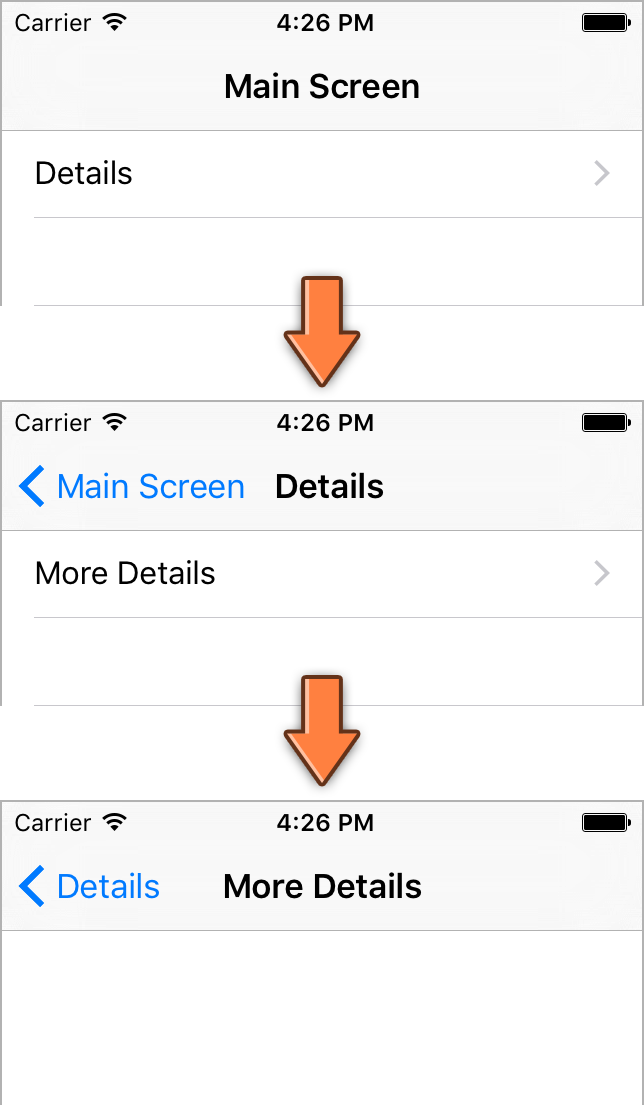 Carrier 4:26 PM
Main Screen
Details
Carrier 4:26 PM
Main Screen Details
More Details
Carrier 4:26 PM
Details More Details